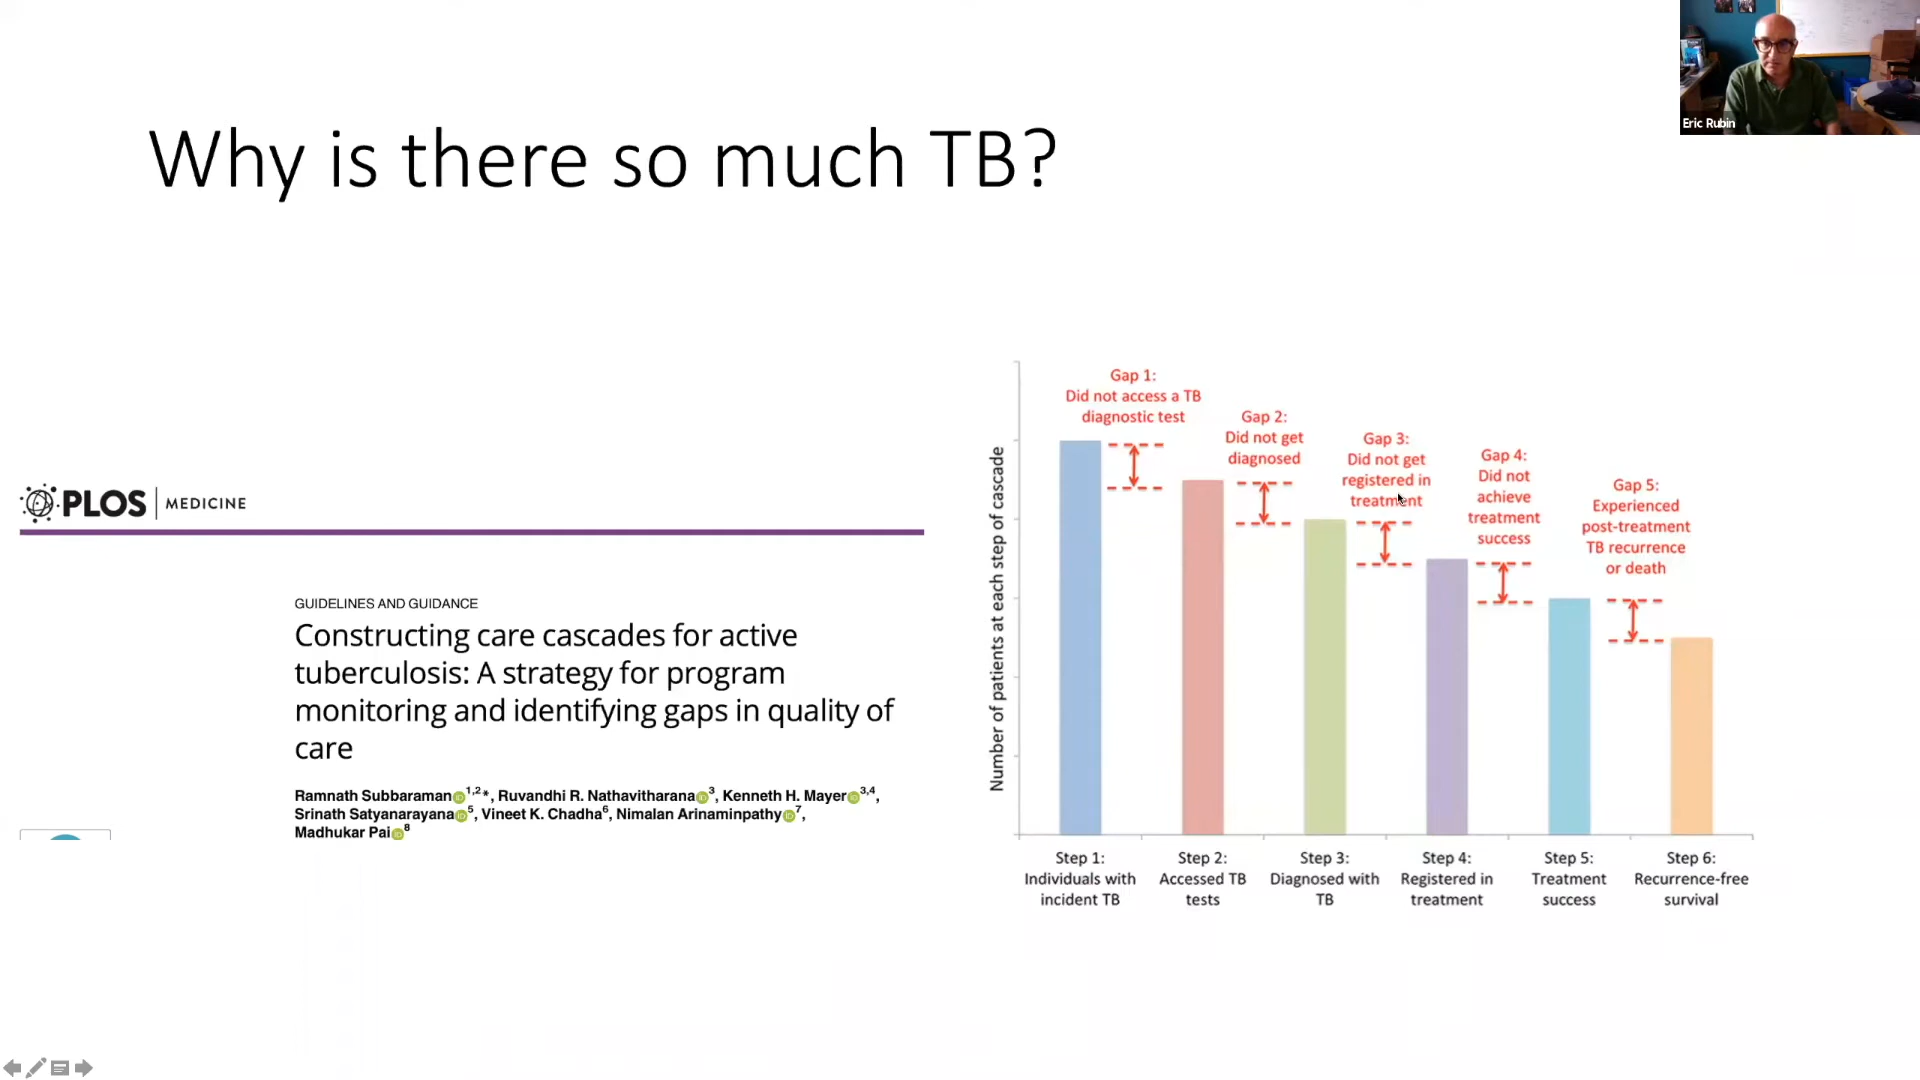 Why is there so much TB?
Eric Rubin
PLOS | MEDICINE
GUIDELINES AND GUIDANCE
Constructing care cascades for active
tuberculosis: A strategy for program
monitoring and identifying gaps in quality of
care
Ramnath Subbaraman 1,2*, Ruvandhi R. Nathavitharana 3, Kenneth H. Mayer 3,4,
Srinath Satyanarayana 5, Vineet K. Chadha 6, Nimalan Arinaminpathy 7,
Madhukar Pai 8
Number of patients at each step of cascade
Gap 1:
Did not access a TB
diagnostic test
Gap 2:
Did not get
diagnosed
Gap 3:
Did not get
registered in
treatment
Gap 4:
Did not
achieve
treatment
success
Gap 5:
Experienced
post-treatment
TB recurrence
or death
Step 1:
Individuals with
incident TB
Step 2:
Accessed TB
tests
Step 3:
Diagnosed with
TB
Step 4:
Registered in
treatment
Step 5:
Treatment
success
Step 6:
Recurrence-free
survival